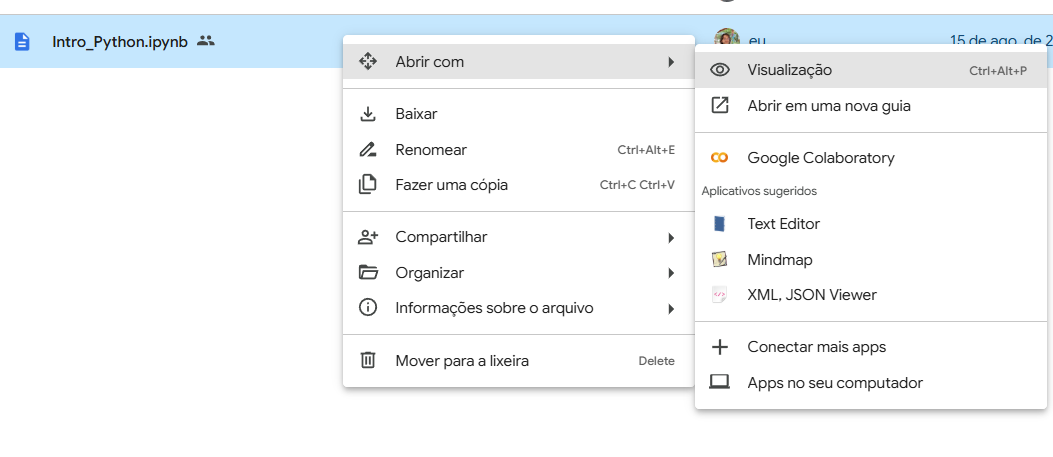 Intro_Python.ipynb
eu
15 de ago. de 2
Abrir com
Baixar
Renomear Ctrl+Alt+E
Fazer uma cópia Ctrl+C Ctrl+V
Compartilhar
Organizar
Informações sobre o arquivo
Mover para a lixeira Delete
Visualização Ctrl+Alt+P
Abrir em uma nova guia
Google Colaboratory
Aplicativos sugeridos
Text Editor
Mindmap
XML, JSON Viewer
Conectar mais apps
Apps no seu computador